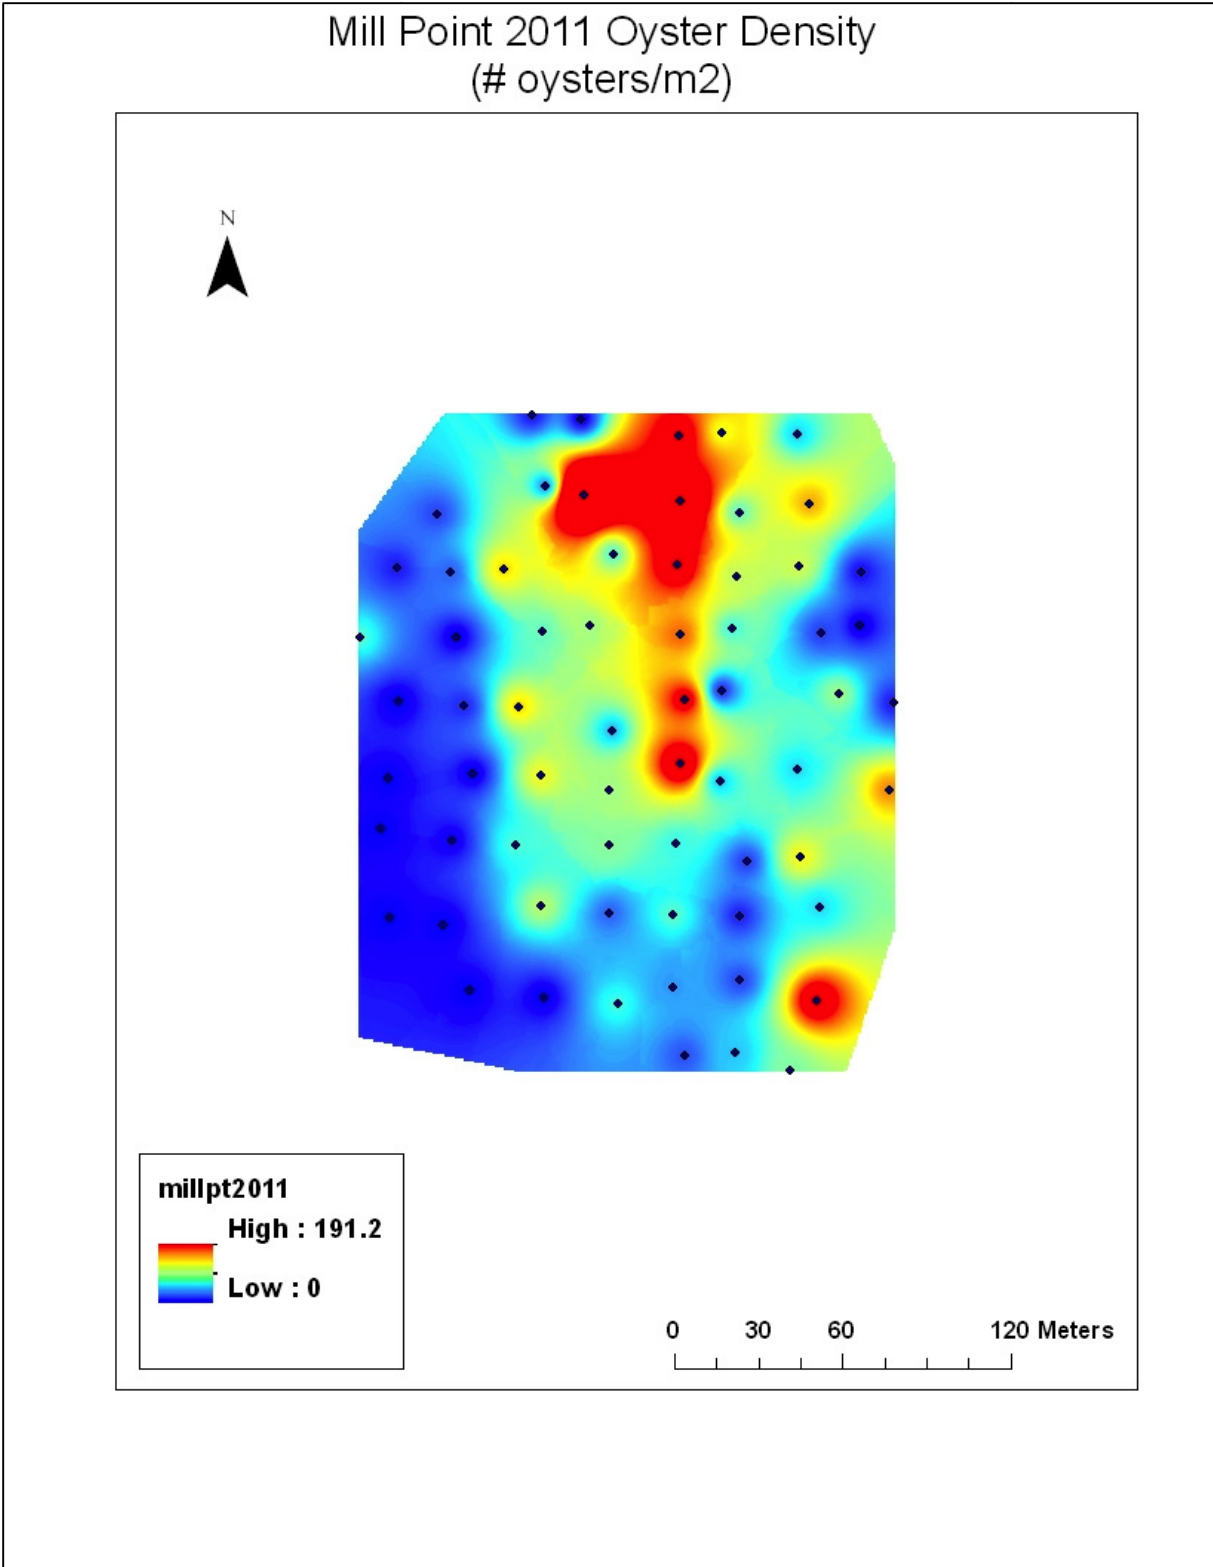 Mill Point 2011 Oyster Density
(# oysters/m2)
N
millpt2011
High : 191.2
Low : 0
0 30 60 120 Meters